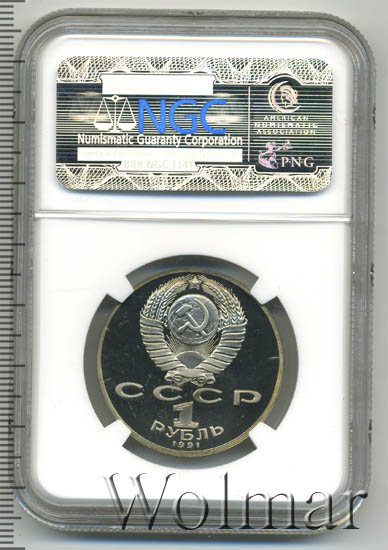 NGC
Numismatic Guaranty Corporation
888.NGC.1141
AMERICAN
NUMISMATIC
ASSOCIATION
PNG
СССР
1
РУБЛЬ
1991
Wolmar